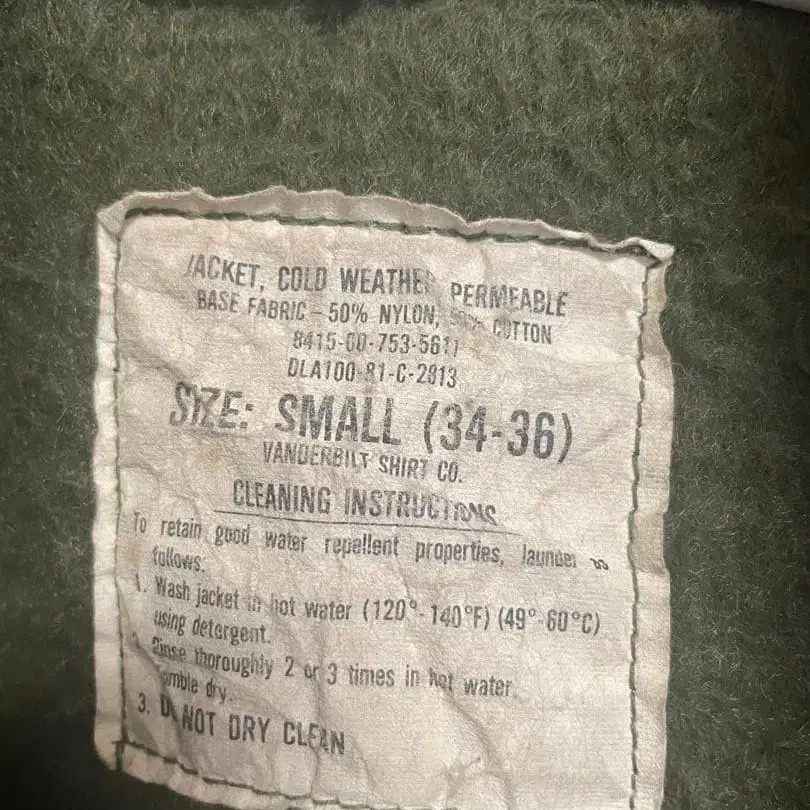 JACKET, COLD WEATHER, PERMEABLE
BASE FABRIC – 50% NYLON, 50% COTTON
8415-00-753-5611
DLA100-81-C-2813
SIZE: SMALL (34-36)
VANDERBILT SHIRT CO.
CLEANING INSTRUCTIONS
To retain good water repellent properties, launder as
follows:
1. Wash jacket in hot water (120°-140°F) (49°-60°C)
using detergent.
2. Rinse thoroughly 2 or 3 times in hot water.
Tumble dry.
3. DO NOT DRY CLEAN